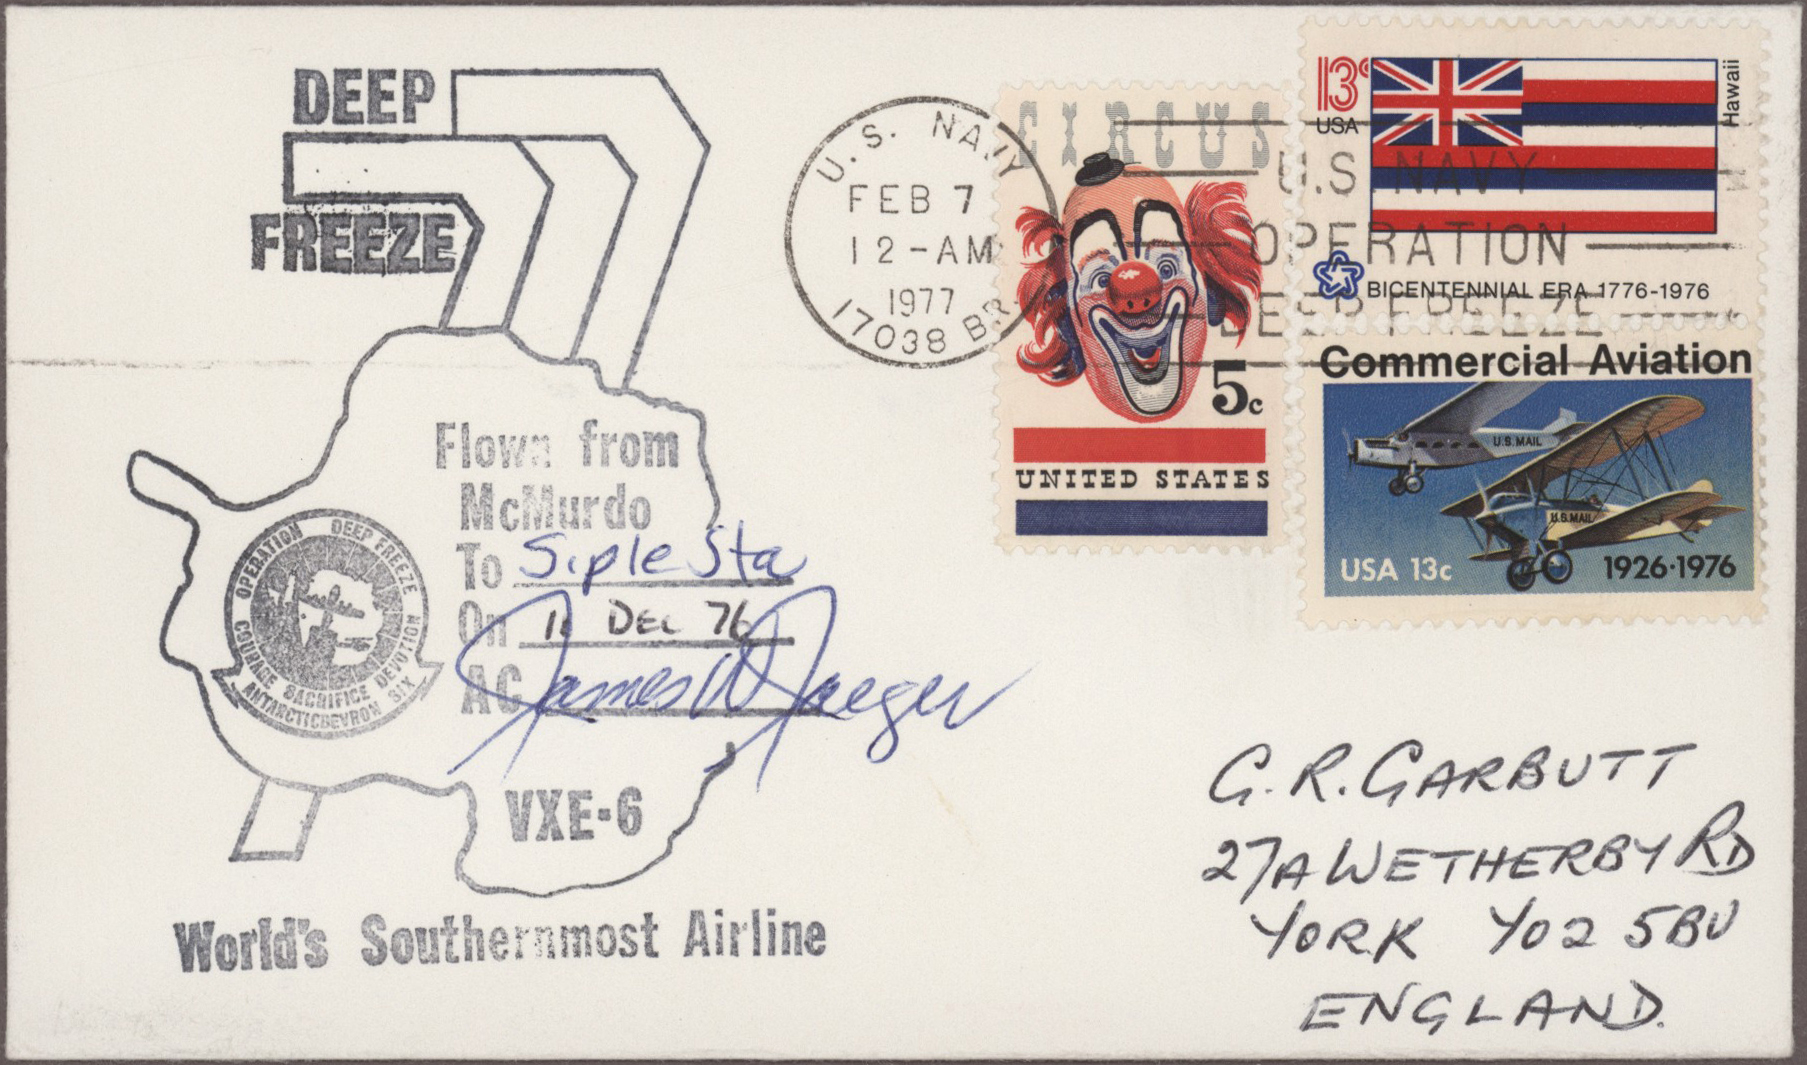 DEEP
FREEZE
Flown from
McMurdo
To Siple Sta
On 11 DEC 76
AC James W Jaeger
OPERATION DEEP FREEZE
COURAGE SACRIFICE DEVOTION
ANTARCTICDEVRON SIX
VXE-6
World's Southernmost Airline
U.S. NAVY
FEB 7
12-AM
1977
17038 BR
U.S. NAVY
OPERATION
DEEP FREEZE
CIRCUS
5c
UNITED STATES
13c
USA
Hawaii
BICENTENNIAL ERA 1776-1976
Commercial Aviation
U.S. MAIL
U.S. MAIL
USA 13c
1926·1976
G.R. GARBUTT
27A WETHERBY RD
YORK YO2 5BU
ENGLAND.